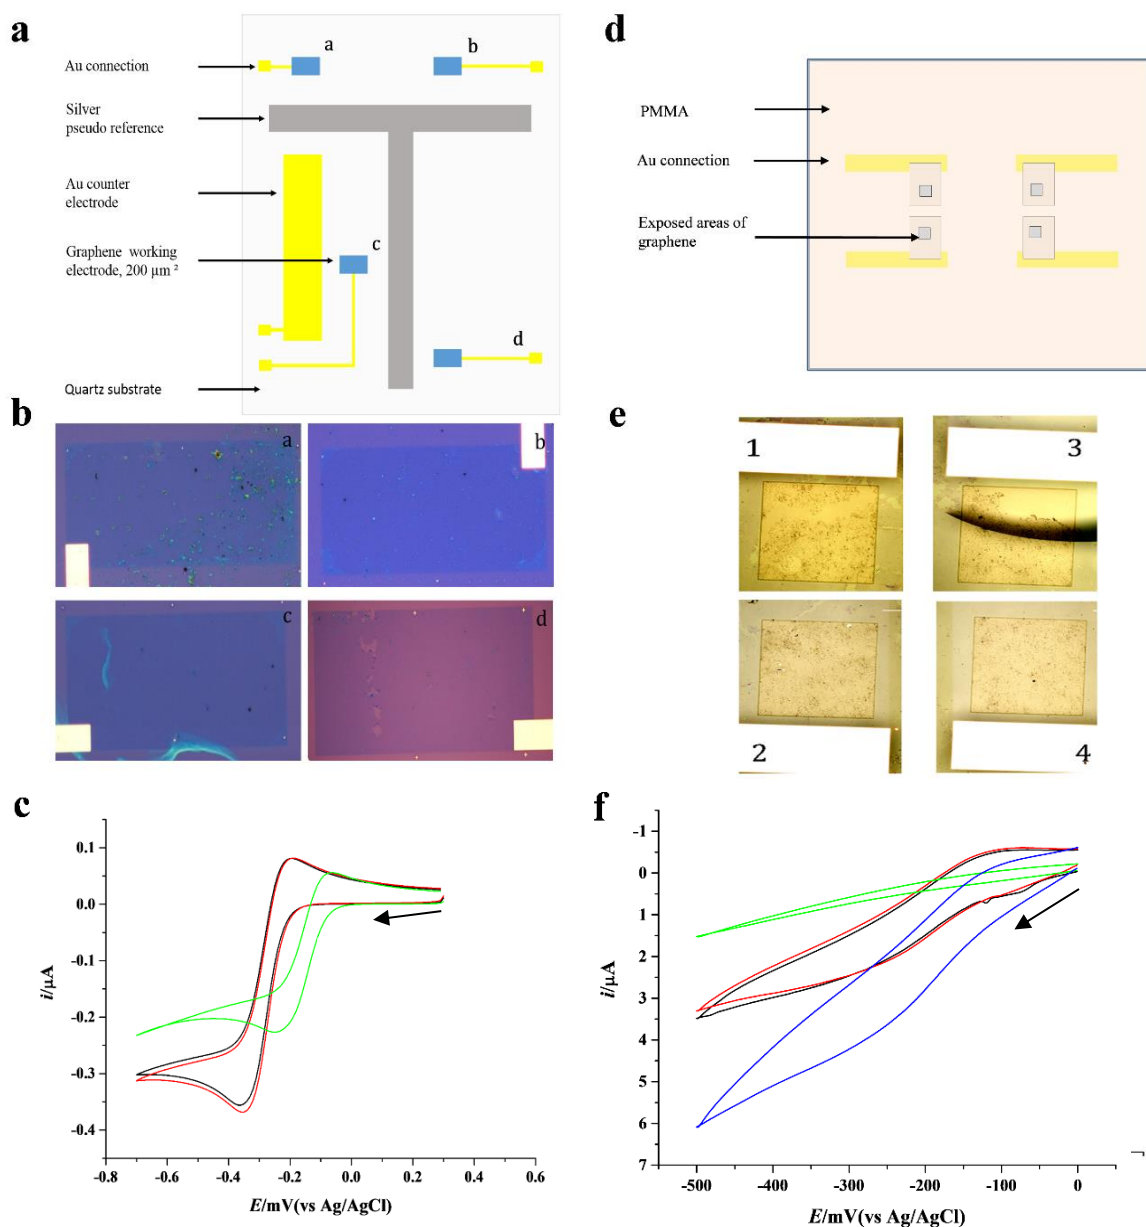 a
a
b
Au connection
Silver
pseudo reference
Au counter
electrode
Graphene working
electrode, 200 µm ²
c
d
Quartz substrate
d
PMMA
Au connection
Exposed areas of
graphene
b
a
b
c
d
e
1
3
2
4
c
0.1
0.0
-0.1
-0.2
-0.3
-0.4
i/µA
-0.8
-0.6
-0.4
-0.2
0.0
0.2
0.4
0.6
E/mV(vs Ag/AgCl)
f
-1
0
1
2
3
4
5
6
7
i/µA
-500
-400
-300
-200
-100
0
E/mV(vs Ag/AgCl)